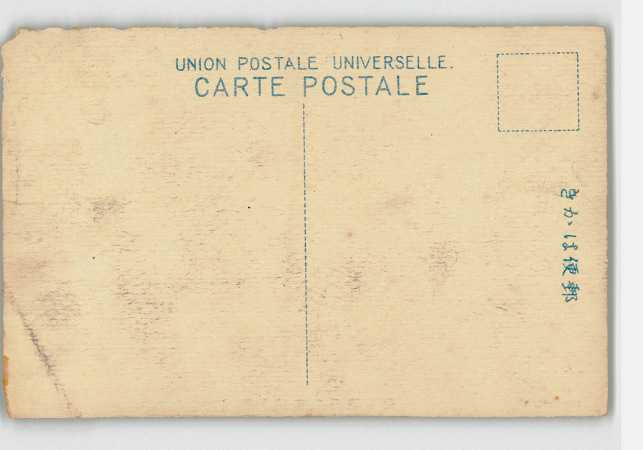 UNION POSTALE UNIVERSELLE.
CARTE POSTALE
郵便はかき